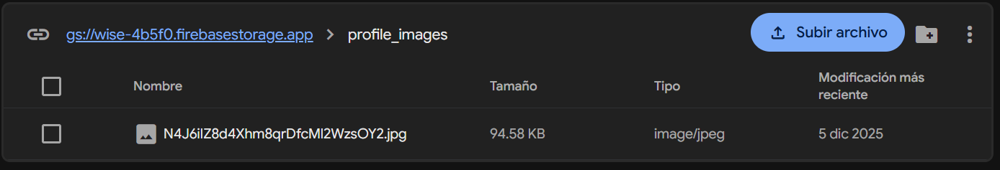 gs://wise-4b5f0.firebasestorage.app > profile_images
Subir archivo
Nombre
Tamaño
Tipo
Modificación más
reciente
N4J6iIZ8d4Xhm8qrDfcMl2WzsOY2.jpg
94.58 KB
image/jpeg
5 dic 2025